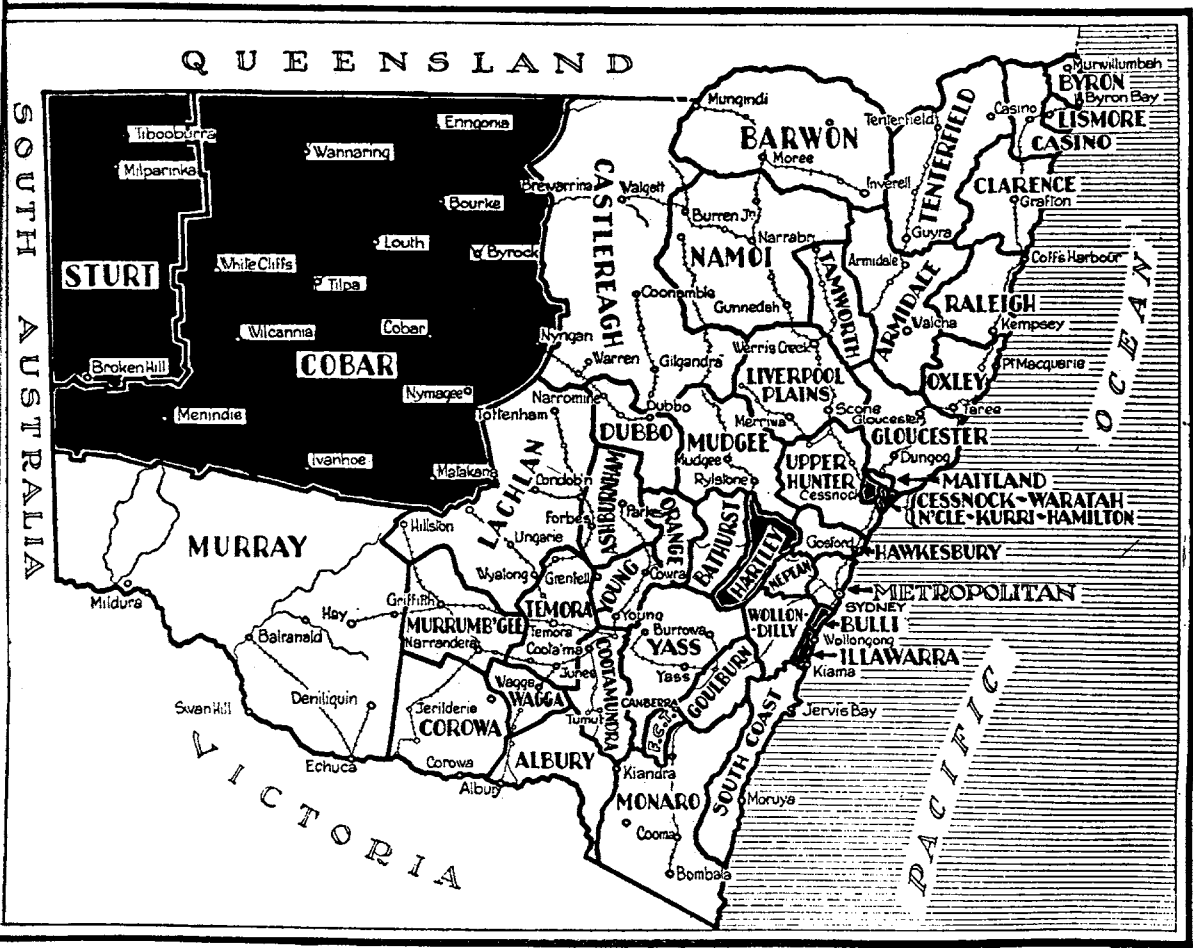 QUEENSLAND
SOUTH AUSTRALIA
VICTORIA
PACIFIC
OCEAN
Tibooburra
Milparinka
STURT
Broken Hill
Enngonia
Wannaring
Bourke
Louth
Byrock
White Cliffs
Tilpa
Wilcannia
Cobar
COBAR
Nymagee
Menindie
Ivanhoe
Matakana
Brewarrina
Walgett
CASTLEREAGH
Coonamble
Nyngan
Warren
Gilgandra
Mungindi
BARWON
Moree
Inverell
Tenterfield
TENTERFIELD
Guyra
Casino
Murwillumbah
BYRON
Byron Bay
LISMORE
CASINO
CLARENCE
Grafton
Coffs Harbour
Burren Jn
Narrabri
NAMOI
Gunnedah
TAMWORTH
Armidale
ARMIDALE
Walcha
RALEIGH
Kempsey
Pt Macquarie
OXLEY
Taree
Werris Creek
LIVERPOOL
PLAINS
Merriwa
Scone
Gloucester
GLOUCESTER
Dungog
Narromine
Tottenham
Dubbo
DUBBO
MUDGEE
Mudgee
Rylstone
UPPER
HUNTER
Cessnock
MAITLAND
CESSNOCK-WARATAH
N'CLE-KURRI-HAMILTON
LACHLAN
Condobn
Hillston
Ungarie
Wyalong
ASHBURNHAM
Forbes
Parkes
ORANGE
BATHURST
HARTLEY
NEPEAN
Gosford
HAWKESBURY
METROPOLITAN
SYDNEY
BULLI
Wollongong
ILLAWARRA
Kiama
WOLLON-
DILLY
MURRAY
Mildura
Hay
Balranald
Deniliquin
Swan Hill
Echuca
Griffith
MURRUMB'GEE
Narrandera
Grenfell
TEMORA
Temora
YOUNG
Cowra
Young
Coota'ma
Junee
COOTAMUNDRA
Burrowa
YASS
Yass
GOULBURN
CANBERRA
F.C.T.
Wagga
WAGGA
Tumut
Jerilderie
COROWA
Corowa
Albury
ALBURY
Kiandra
MONARO
Cooma
Bombala
SOUTH COAST
Jervis Bay
Moruya